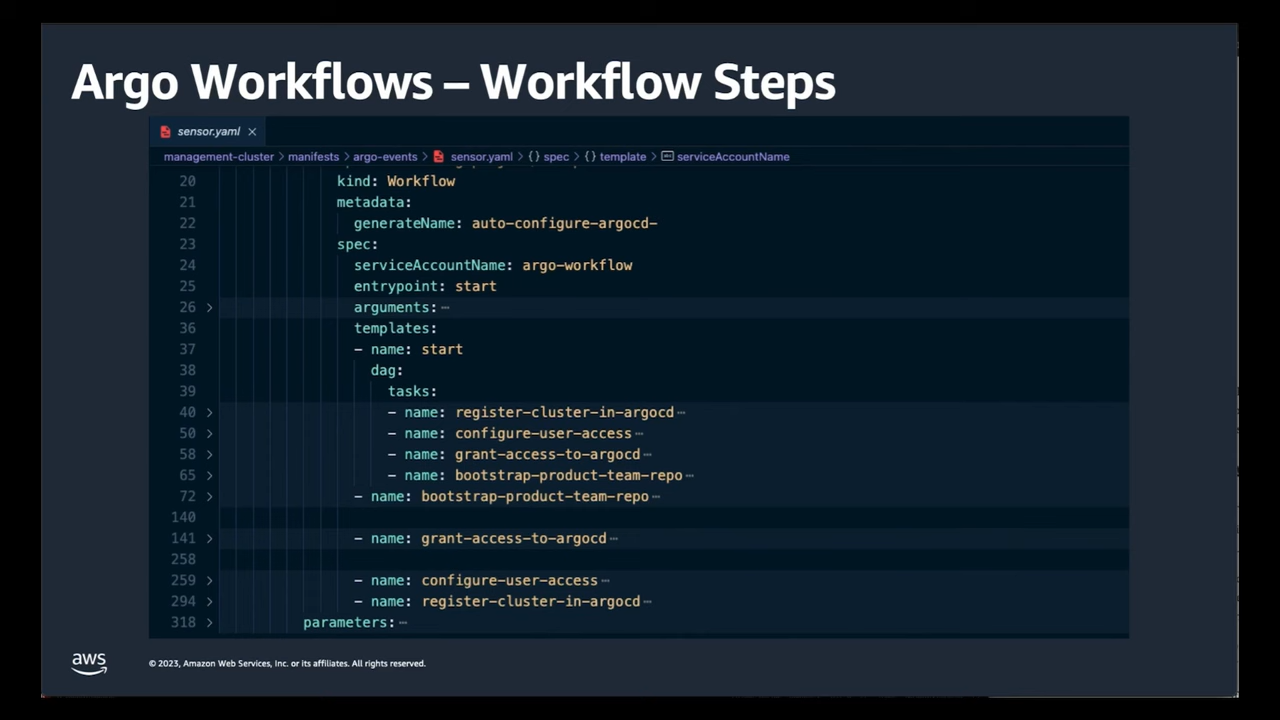 Argo Workflows – Workflow Steps
sensor.yaml
management-cluster > manifests > argo-events > sensor.yaml > {} spec > {} template > serviceAccountName
20 kind: Workflow
21 metadata:
22 generateName: auto-configure-argocd-
23 spec:
24 serviceAccountName: argo-workflow
25 entrypoint: start
26 > arguments: ⋯
36 templates:
37 - name: start
38 dag:
39 tasks:
40 > - name: register-cluster-in-argocd ⋯
50 > - name: configure-user-access ⋯
58 > - name: grant-access-to-argocd ⋯
65 > - name: bootstrap-product-team-repo ⋯
72 > - name: bootstrap-product-team-repo ⋯
140
141 > - name: grant-access-to-argocd ⋯
258
259 > - name: configure-user-access ⋯
294 > - name: register-cluster-in-argocd ⋯
318 > parameters: ⋯
aws
© 2023, Amazon Web Services, Inc. or its affiliates. All rights reserved.